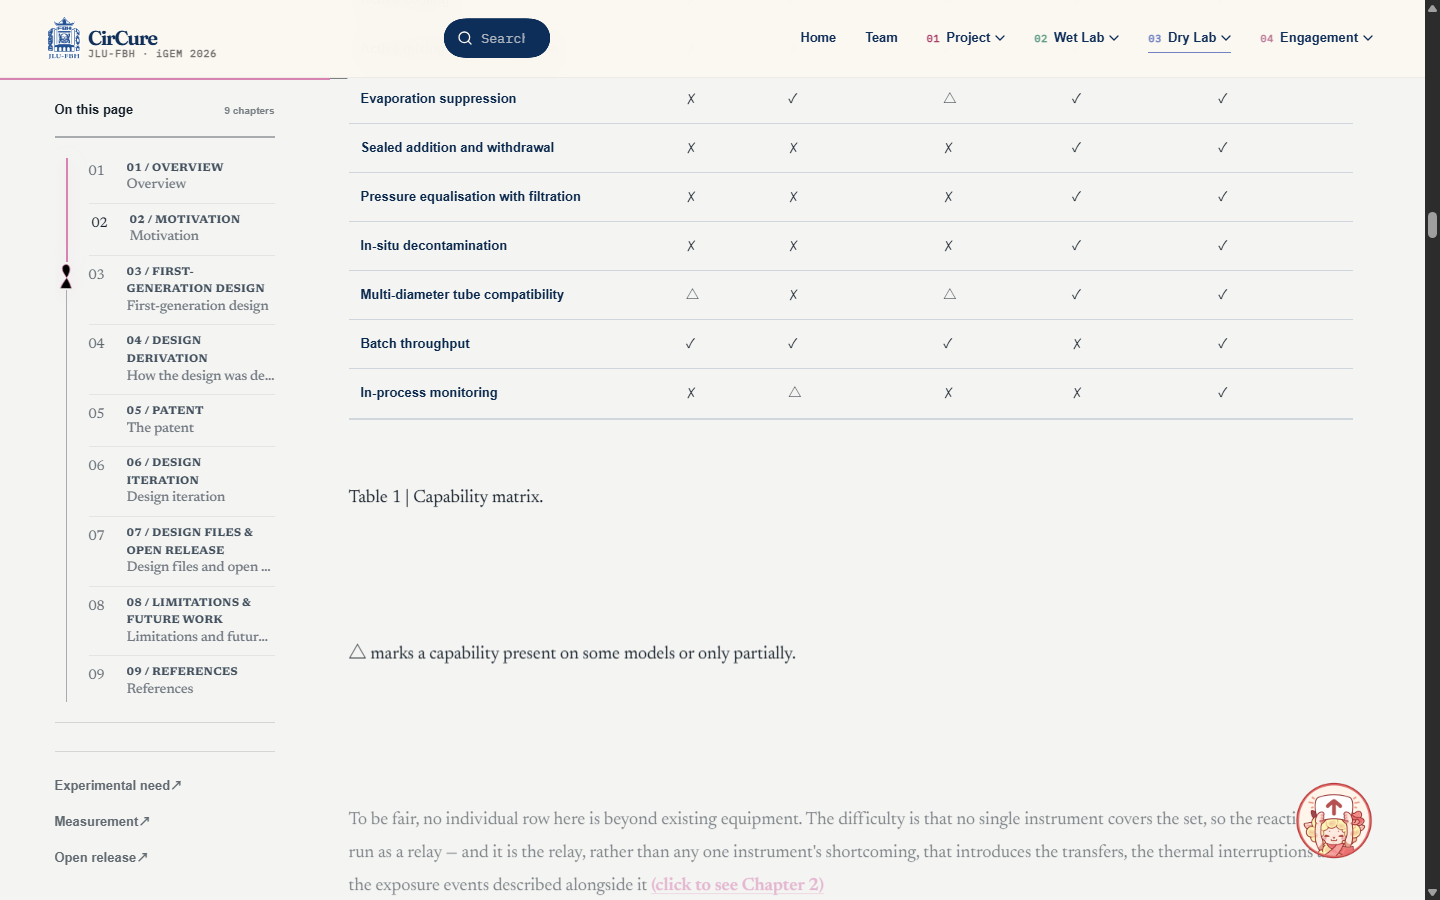 CirCure
JLU-FBH · iGEM 2026
JLU-FBH
Search
Home
Team
01 Project
02 Wet Lab
03 Dry Lab
04 Engagement
On this page
9 chapters
01
01 / OVERVIEW
Overview
02
02 / MOTIVATION
Motivation
03
03 / FIRST-
GENERATION DESIGN
First-generation design
04
04 / DESIGN
DERIVATION
How the design was de...
05
05 / PATENT
The patent
06
06 / DESIGN
ITERATION
Design iteration
07
07 / DESIGN FILES &
OPEN RELEASE
Design files and open ...
08
08 / LIMITATIONS &
FUTURE WORK
Limitations and futur...
09
09 / REFERENCES
References
Experimental need↗
Measurement↗
Open release↗
Evaporation suppression ✗ ✓ △ ✓ ✓
Sealed addition and withdrawal ✗ ✗ ✗ ✓ ✓
Pressure equalisation with filtration ✗ ✗ ✗ ✓ ✓
In-situ decontamination ✗ ✗ ✗ ✓ ✓
Multi-diameter tube compatibility △ ✗ △ ✓ ✓
Batch throughput ✓ ✓ ✓ ✗ ✓
In-process monitoring ✗ △ ✗ ✗ ✓
Table 1 | Capability matrix.
△ marks a capability present on some models or only partially.
To be fair, no individual row here is beyond existing equipment. The difficulty is that no single instrument covers the set, so the
run as a relay — and it is the relay, rather than any one instrument's shortcoming, that introduces the transfers, the thermal interruptions
the exposure events described alongside it (click to see Chapter 2)